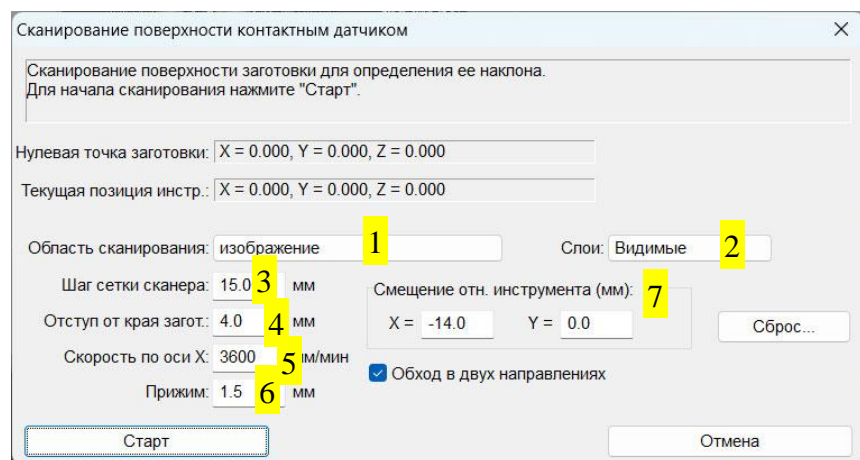 Сканирование поверхности контактным датчиком
Сканирование поверхности заготовки для определения ее наклона.
Для начала сканирования нажмите "Старт".
Нулевая точка заготовки: X = 0.000, Y = 0.000, Z = 0.000
Текущая позиция инстр.: X = 0.000, Y = 0.000, Z = 0.000
Область сканирования: изображение 1 Слои: Видимые 2
Шаг сетки сканера: 15.0 3 мм Смещение отн. инструмента (мм): 7
Отступ от края загот.: 4.0 4 мм X = -14.0 Y = 0.0 Сброс...
Скорость по оси X: 3600 5 мм/мин
Обход в двух направлениях
Прижим: 1.5 6 мм
Старт Отмена